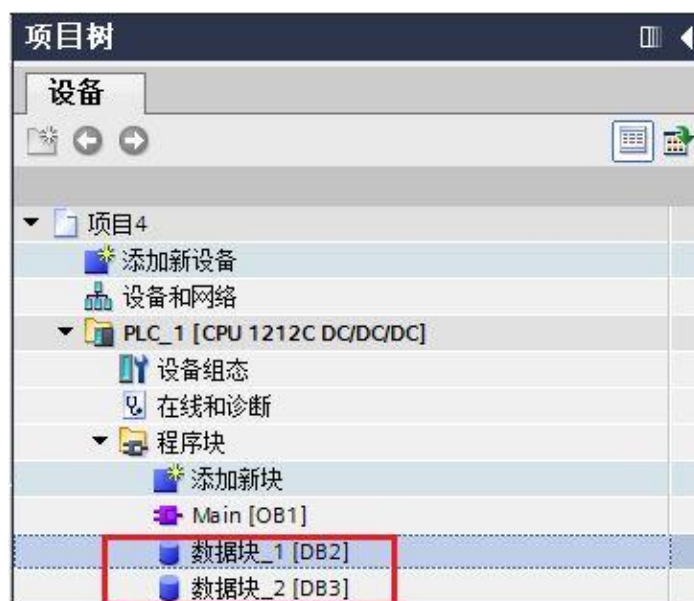 项目树
设备
项目4
添加新设备
设备和网络
PLC_1 [CPU 1212C DC/DC/DC]
设备组态
在线和诊断
程序块
添加新块
Main [OB1]
数据块_1 [DB2]
数据块_2 [DB3]